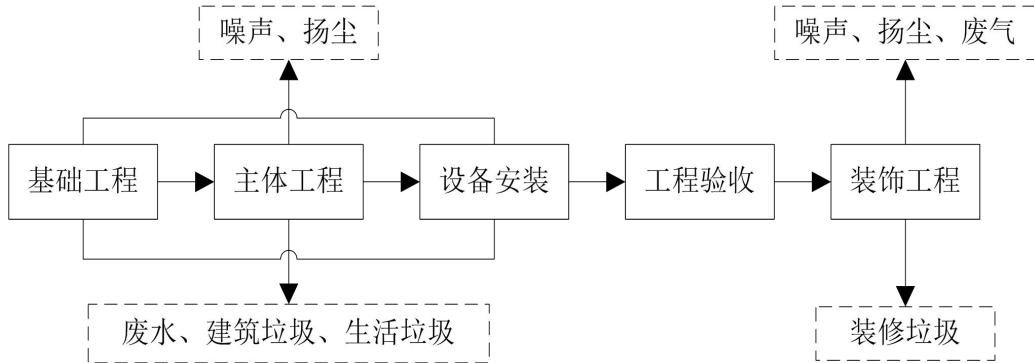 噪声、扬尘
噪声、扬尘、废气
基础工程
主体工程
设备安装
工程验收
装饰工程
废水、建筑垃圾、生活垃圾
装修垃圾